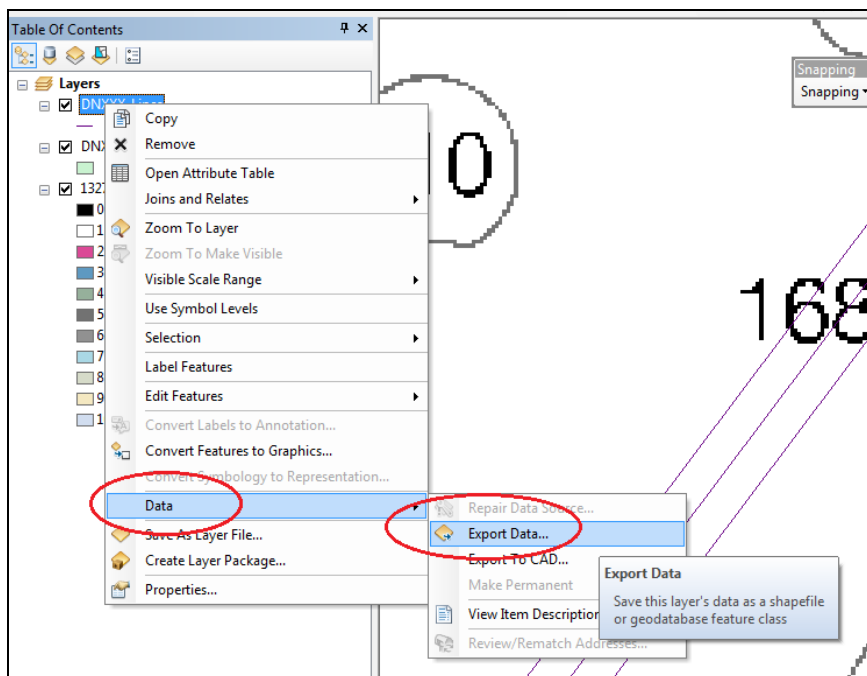 Table Of Contents
Layers
DNXXX Lines
DNX
1327
0
1
2
3
4
5
6
7
8
9
1
Copy
Remove
Open Attribute Table
Joins and Relates
Zoom To Layer
Zoom To Make Visible
Visible Scale Range
Use Symbol Levels
Selection
Label Features
Edit Features
Convert Labels to Annotation...
Convert Features to Graphics...
Convert Symbology to Representation...
Data
Save As Layer File...
Create Layer Package...
Properties...
Repair Data Source...
Export Data...
Export To CAD...
Make Permanent
View Item Description
Review/Rematch Addresses...
Export Data
Save this layer's data as a shapefile
or geodatabase feature class
Snapping
Snapping
0
168